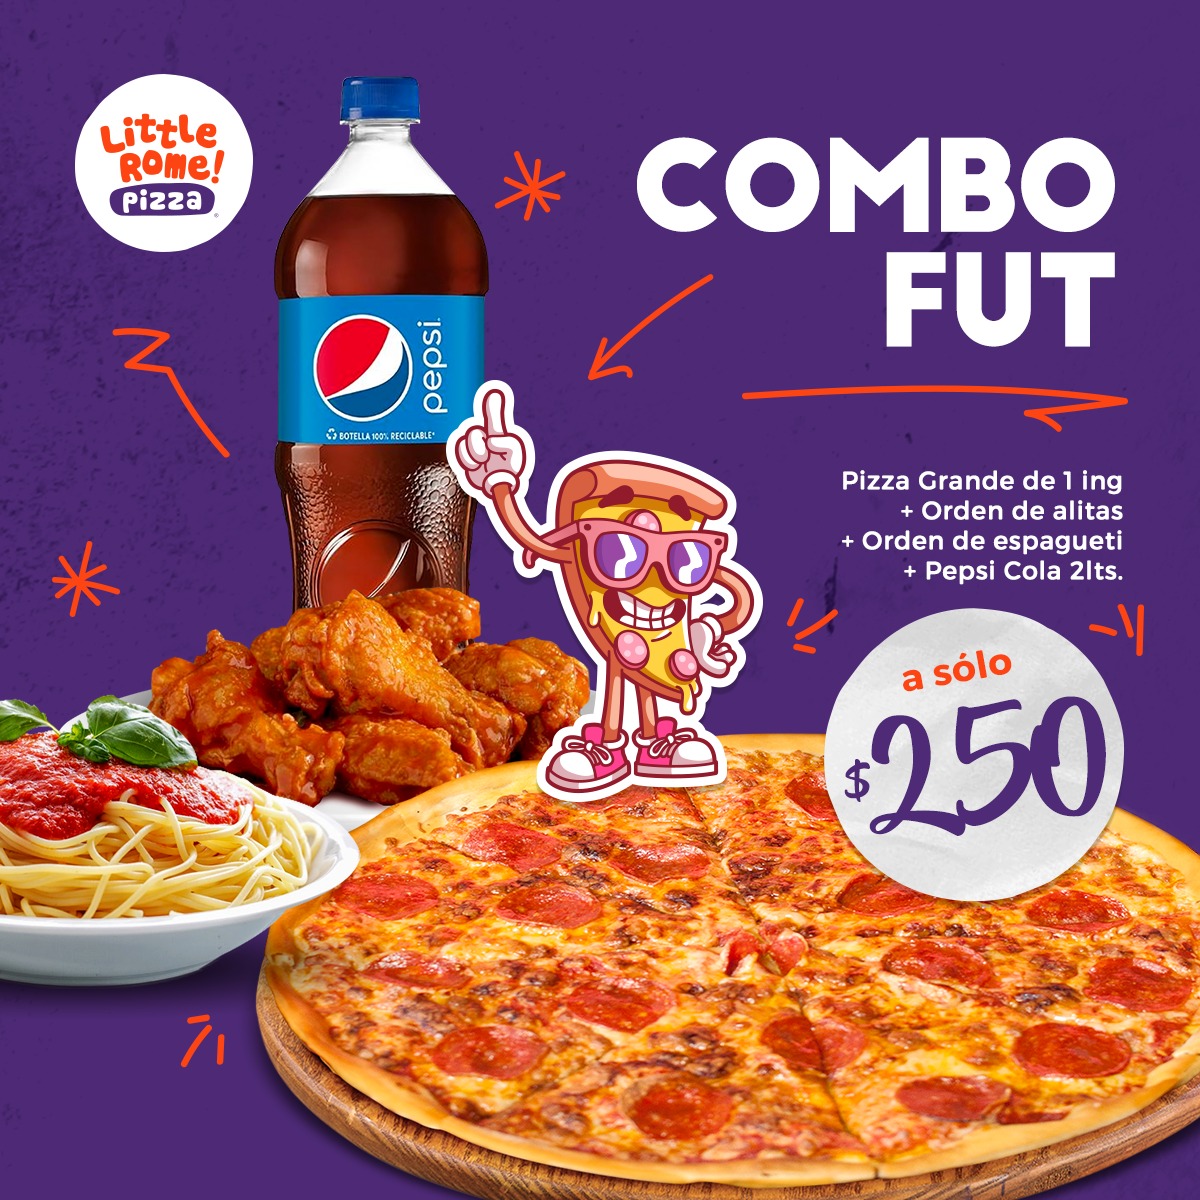 Little
Rome!
Pizza
®
COMBO
FUT
pepsi
BOTELLA 100% RECICLABLE*
Pizza Grande de 1 ing
+ Orden de alitas
+ Orden de espagueti
+ Pepsi Cola 2lts.
a sólo
$250